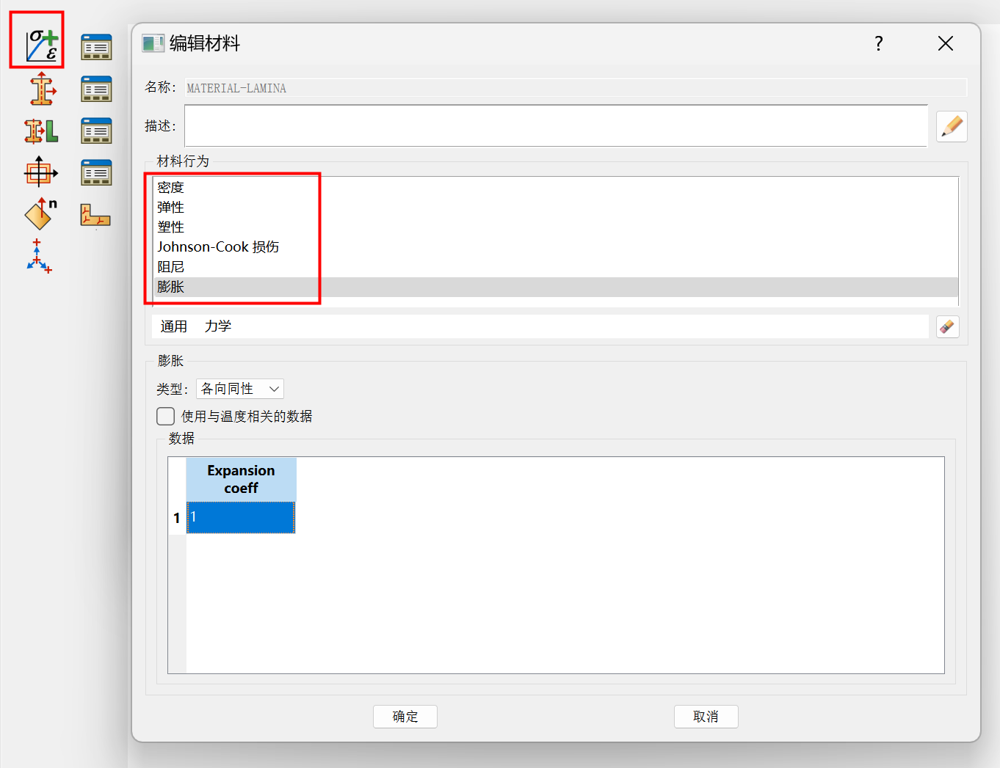 σ
ε
n
编辑材料
?
名称：
MATERIAL-LAMINA
描述：
材料行为
密度
弹性
塑性
Johnson-Cook 损伤
阻尼
膨胀
通用 力学
膨胀
类型： 各向同性
使用与温度相关的数据
数据
Expansion
coeff
1 1
确定 取消